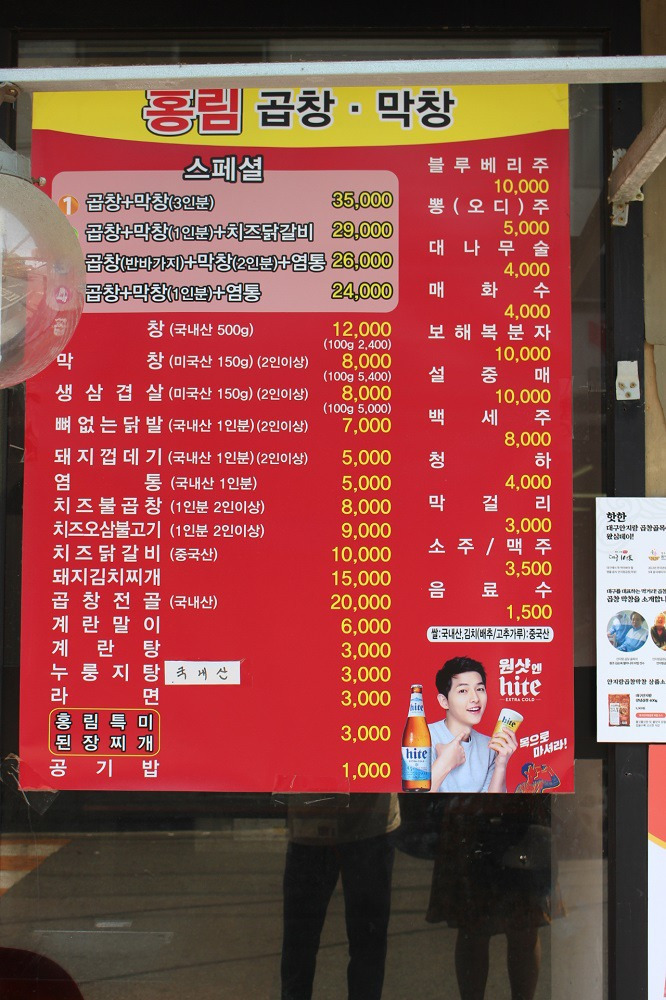 홍림 곱창·막창
스페셜
1 곱창+막창(3인분) 35,000
곱창+막창(1인분)+치즈닭갈비 29,000
곱창(반바가지)+막창(2인분)+염통 26,000
곱창+막창(1인분)+염통 24,000
창 (국내산 500g) 12,000
(100g 2,400)
막창 (미국산 150g) (2인이상) 8,000
(100g 5,400)
생삼겹살 (미국산 150g) (2인이상) 8,000
(100g 5,000)
뼈없는닭발 (국내산 1인분) (2인이상) 7,000
돼지껍데기 (국내산 1인분) (2인이상) 5,000
염통 (국내산 1인분) 5,000
치즈불곱창 (1인분 2인이상) 8,000
치즈오삼불고기 (1인분 2인이상) 9,000
치즈닭갈비 (중국산) 10,000
돼지김치찌개 15,000
곱창전골 (국내산) 20,000
계란말이 6,000
계란탕 3,000
누룽지탕 국내산 3,000
라면 3,000
홍림특미
된장찌개 3,000
공기밥 1,000
블루베리주
10,000
뽕(오디)주
5,000
대나무술
4,000
매화수
4,000
보해복분자
10,000
설중매
10,000
백세주
8,000
청하
4,000
막걸리
3,000
소주/맥주
3,500
음료수
1,500
쌀:국내산,김치(배추/고추가루):중국산
원샷엔
hite
EXTRA COLD
hite
hite
목으로
마셔라!
핫한